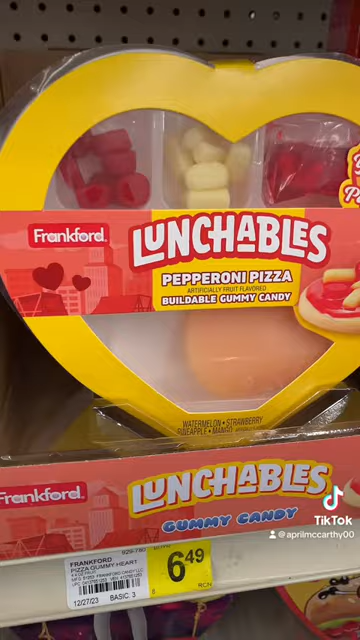 Frankford.
LUNCHABLES
PEPPERONI PIZZA
ARTIFICIALLY FRUIT FLAVORED
BUILDABLE GUMMY CANDY
WATERMELON • STRAWBERRY
PINEAPPLE • MANGO
Frankford.
LUNCHABLES
GUMMY CANDY
TikTok
@aprilmccarthy00
FRANKFORD
PIZZA GUMMY HEART
12/27/23 BASIC 3
6 49
RCN